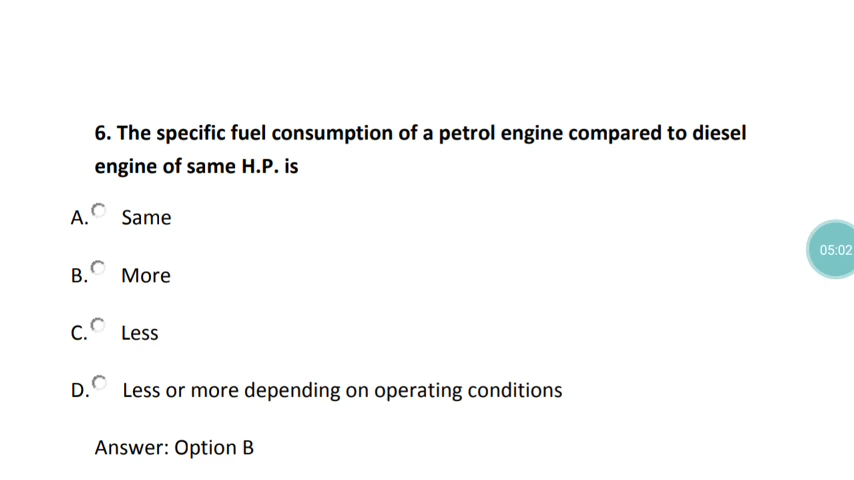 6. The specific fuel consumption of a petrol engine compared to diesel
engine of same H.P. is
A. Same
B. More
C. Less
D. Less or more depending on operating conditions
Answer: Option B
05:02